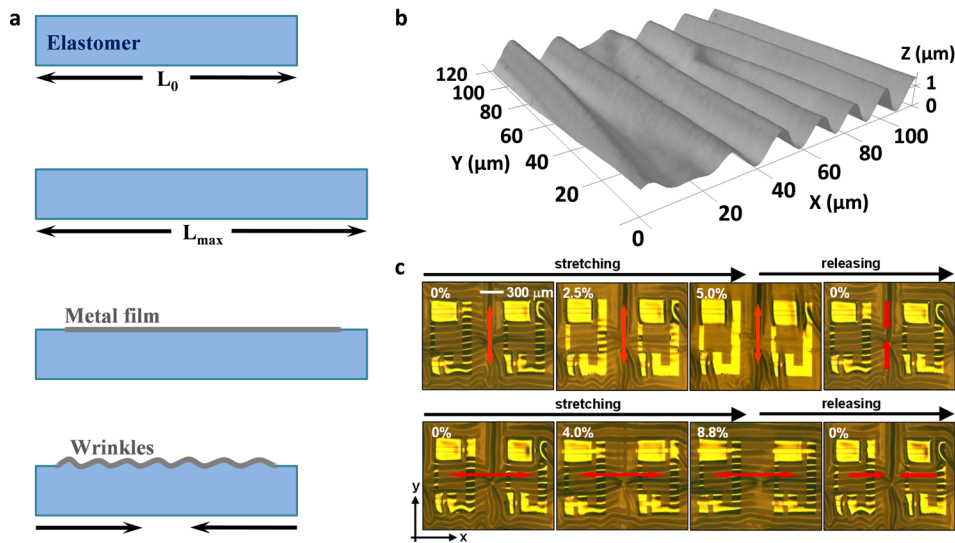 a
Elastomer
L0
Lmax
Metal film
Wrinkles
b
Z (µm)
1
0
120
100
80
60
40
20
Y (µm)
0
20
40
60
80
100
X (µm)
c
stretching
releasing
0%
300 µm
2.5%
5.0%
0%
stretching
releasing
0%
4.0%
8.8%
0%
y
x